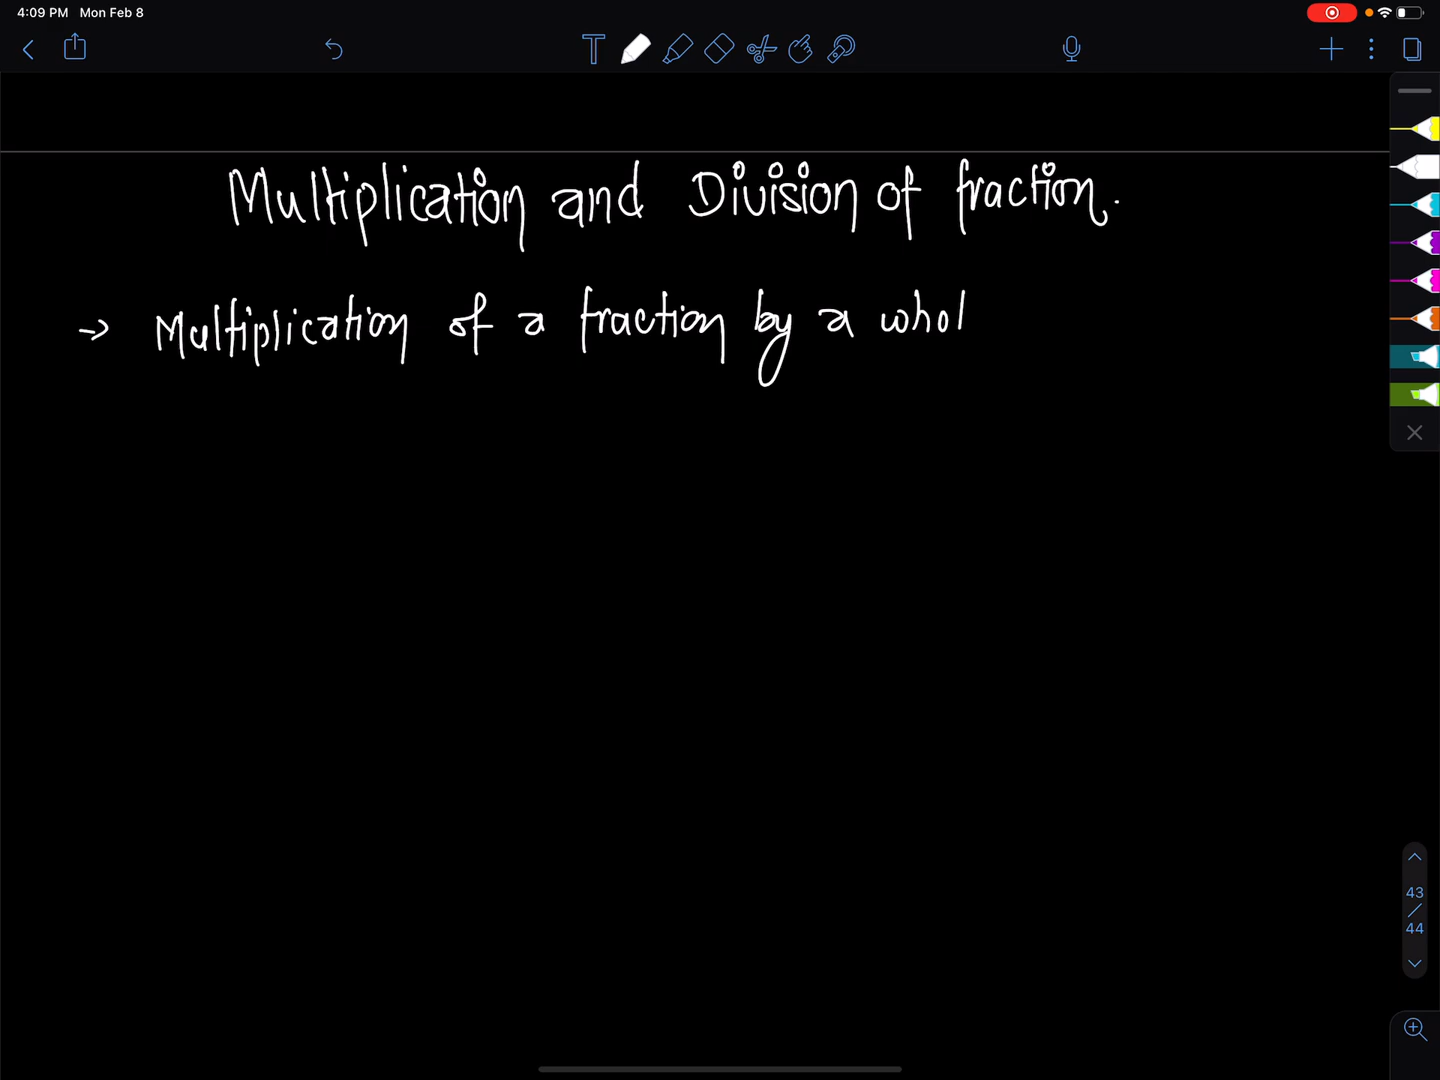 4:09 PM Mon Feb 8
Multiplication and Division of fraction.
→ Multiplication of a fraction by a whol
43
/
44